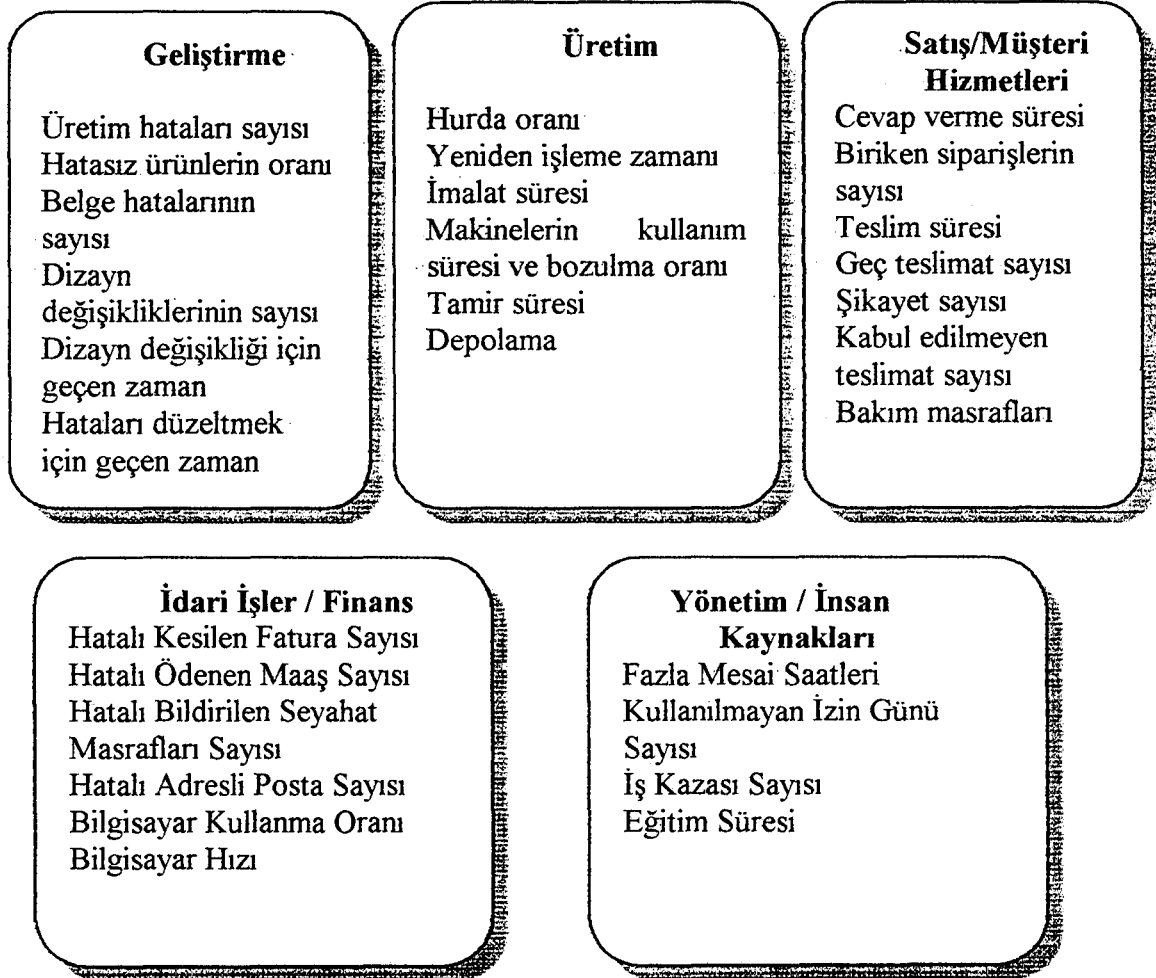 Geliştirme
Üretim hataları sayısı
Hatasız ürünlerin oranı
Belge hatalarının
sayısı
Dizayn
değişikliklerinin sayısı
Dizayn değişikliği için
geçen zaman
Hataları düzeltmek
için geçen zaman
Üretim
Hurda oranı
Yeniden işleme zamanı
İmalat süresi
Makinelerin kullanım
süresi ve bozulma oranı
Tamir süresi
Depolama
Satış/Müşteri
Hizmetleri
Cevap verme süresi
Biriken siparişlerin
sayısı
Teslim süresi
Geç teslimat sayısı
Şikayet sayısı
Kabul edilmeyen
teslimat sayısı
Bakım masrafları
İdari İşler / Finans
Hatalı Kesilen Fatura Sayısı
Hatalı Ödenen Maaş Sayısı
Hatalı Bildirilen Seyahat
Masrafları Sayısı
Hatalı Adresli Posta Sayısı
Bilgisayar Kullanma Oranı
Bilgisayar Hızı
Yönetim / İnsan
Kaynakları
Fazla Mesai Saatleri
Kullanılmayan İzin Günü
Sayısı
İş Kazası Sayısı
Eğitim Süresi